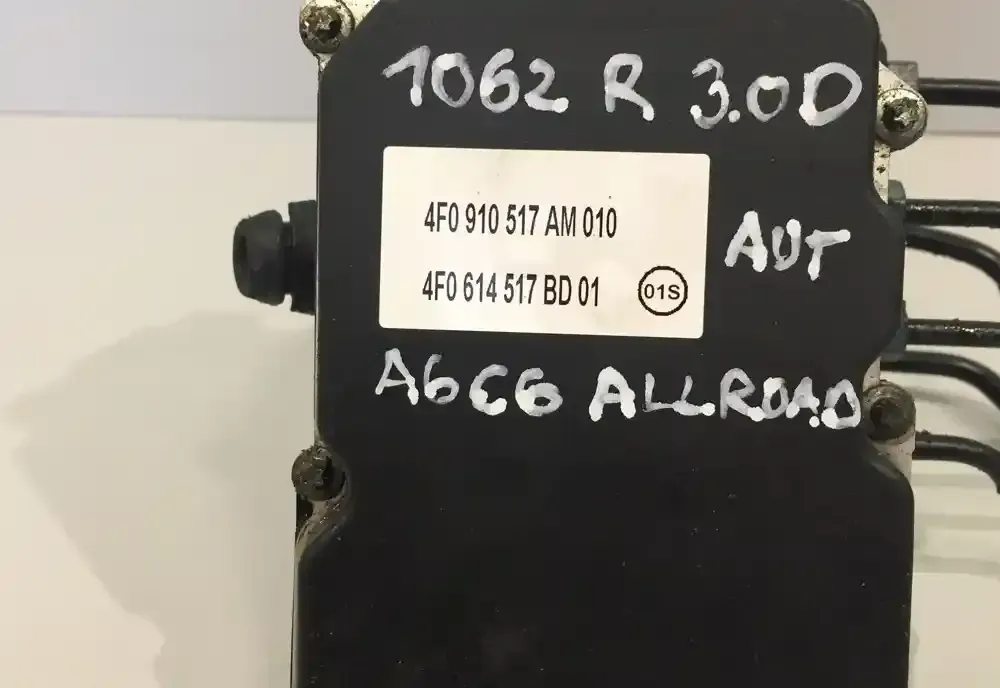 1062 R 3.0D
4F0 910 517 AM 010
AUT
4F0 614 517 BD 01 01S
A6C6 ALLROAD